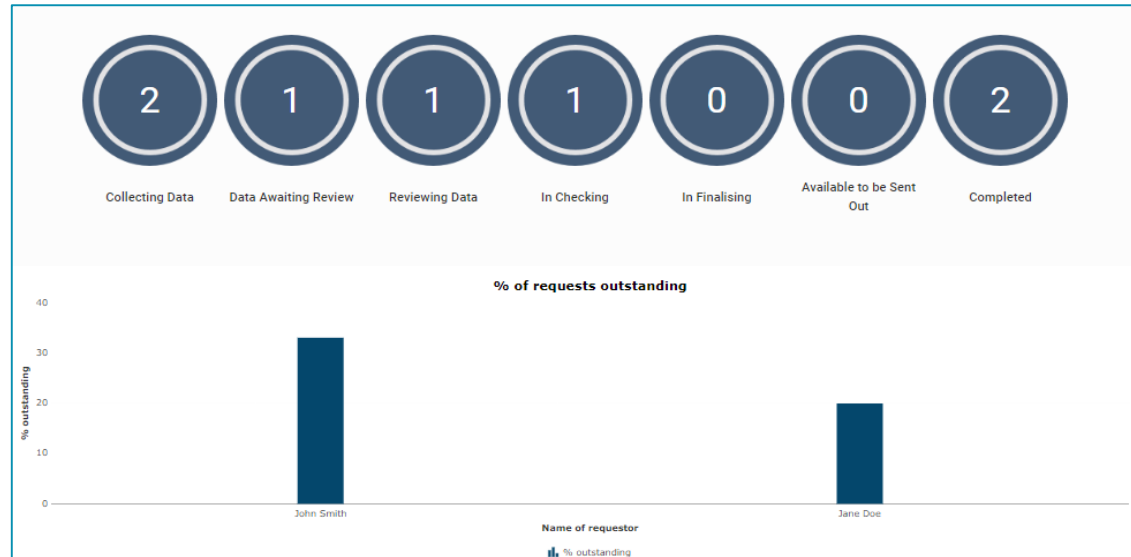 2 1 1 1 0 0 2
Collecting Data Data Awaiting Review Reviewing Data In Checking In Finalising Available to be Sent Completed
Out
% of requests outstanding
40
30
20
10
0
% outstanding
John Smith Jane Doe
Name of requestor
% outstanding